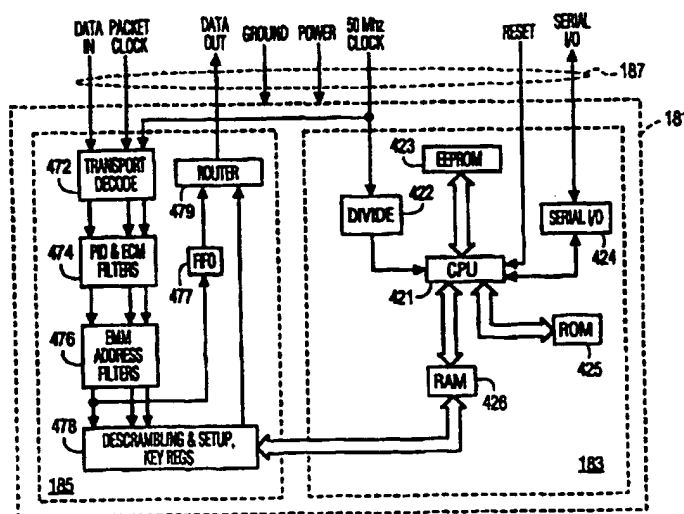 DATA IN
PACKET CLOCK
DATA OUT
GROUND
POWER
50 Mhz CLOCK
RESET
SERIAL I/O
187
181
472
TRANSPORT
DECODE
479
ROUTER
423
EEPROM
DIVIDE
422
SERIAL I/O
424
474
PID & ECM
FILTERS
FIFO
477
CPU
421
476
EMM
ADDRESS
FILTERS
ROM
425
RAM
426
478
DESCRAMBLING & SETUP,
KEY REGS
185
183